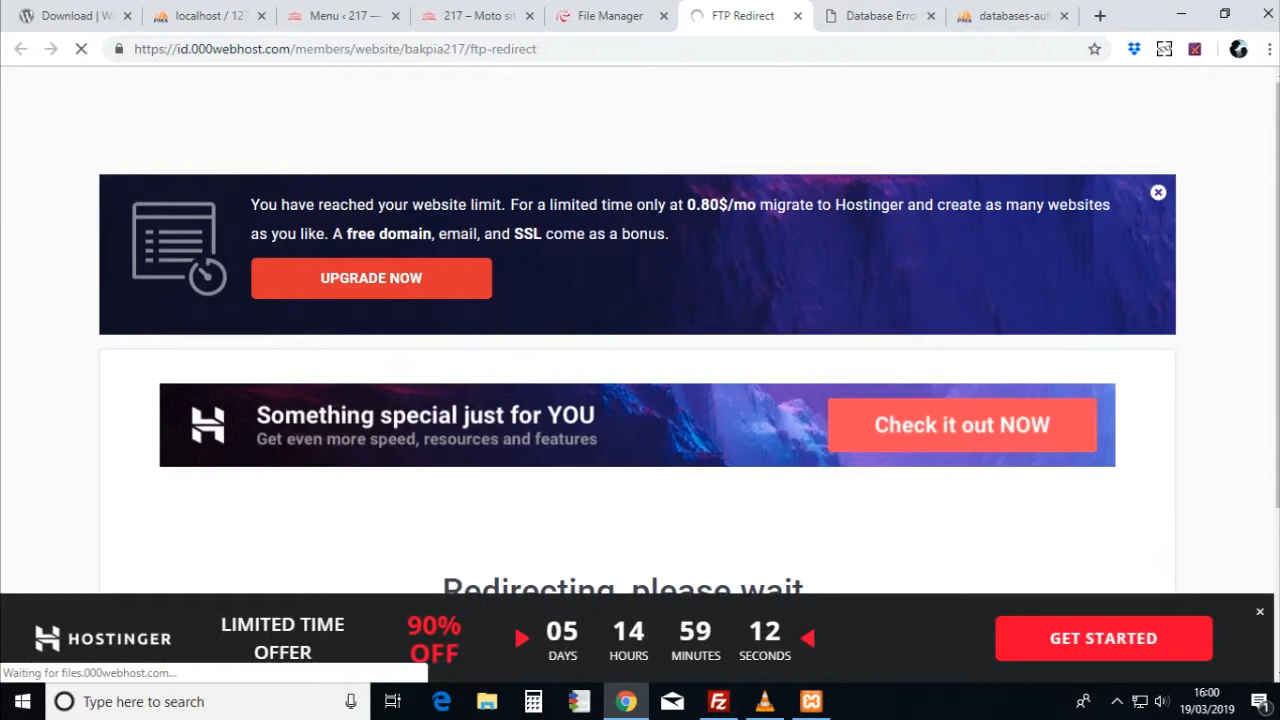 Download | W
localhost / 127
Menu ‹ 217 —
217 – Moto sit
File Manager
FTP Redirect
Database Erro
databases-aut
https://id.000webhost.com/members/website/bakpia217/ftp-redirect
You have reached your website limit. For a limited time only at 0.80$/mo migrate to Hostinger and create as many websites
as you like. A free domain, email, and SSL come as a bonus.
UPGRADE NOW
Something special just for YOU
Get even more speed, resources and features
Check it out NOW
Redirecting, please wait
HOSTINGER
LIMITED TIME
OFFER
90%
OFF
05
DAYS
14
HOURS
59
MINUTES
12
SECONDS
GET STARTED
Waiting for files.000webhost.com...
Type here to search
16:00
19/03/2019